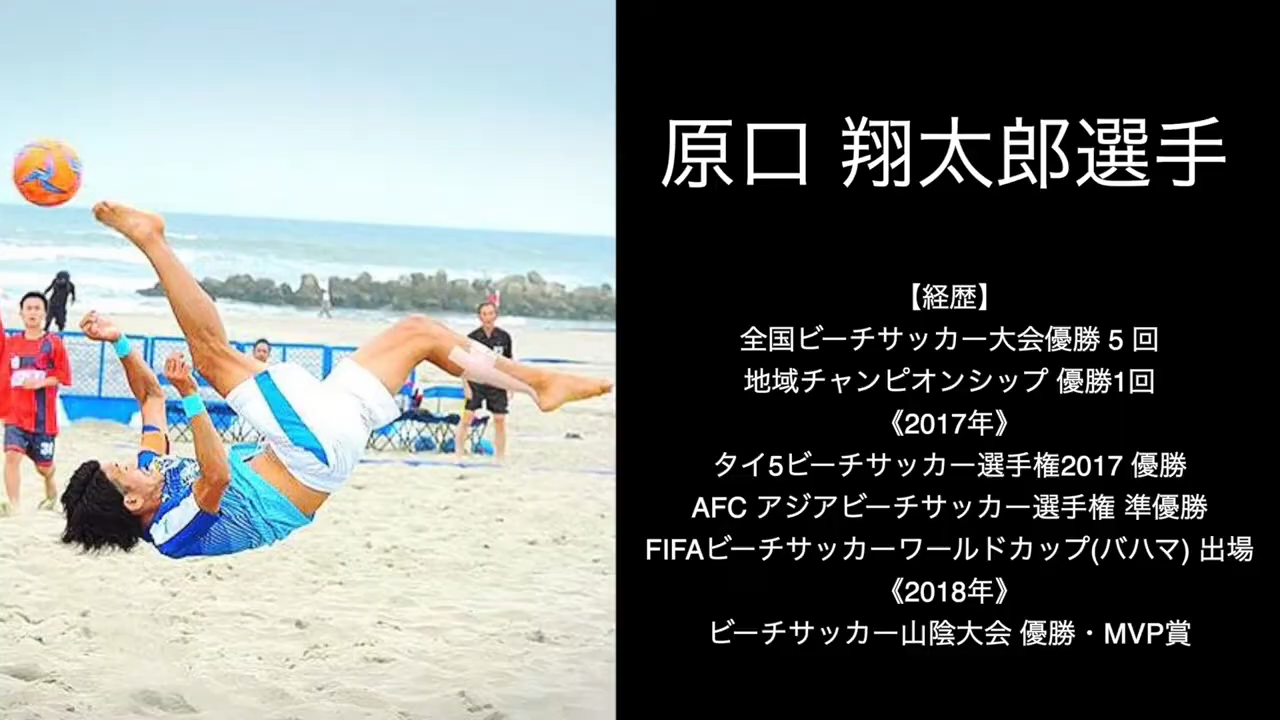 原口 翔太郎選手
【経歴】
全国ビーチサッカー大会優勝 5 回
地域チャンピオンシップ 優勝1回
《2017年》
タイ5ビーチサッカー選手権2017 優勝
AFC アジアビーチサッカー選手権 準優勝
FIFAビーチサッカーワールドカップ(バハマ) 出場
《2018年》
ビーチサッカー山陰大会 優勝・MVP賞